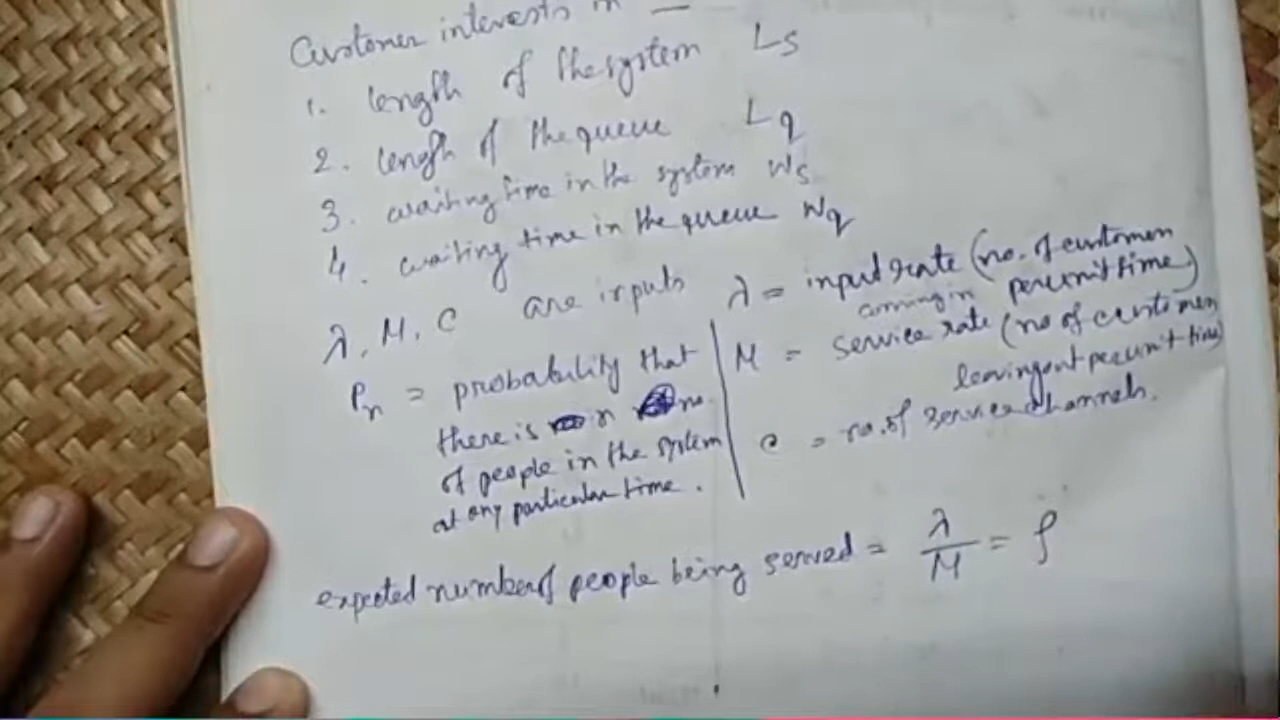 Customer interests in —
1. length of the system Ls
2. length of the queue Lq
3. waiting time in the system Ws
4. waiting time in the queue Wq
λ, M, C are inputs
Pn = probability that
there is n no
of people in the system
at any particular time.
λ = input rate (no. of customers
arriving in per unit time)
M = service rate (no of customers
leaving out per unit time)
c = no. of service channels.
expected number of people being served = λ/M = ρ